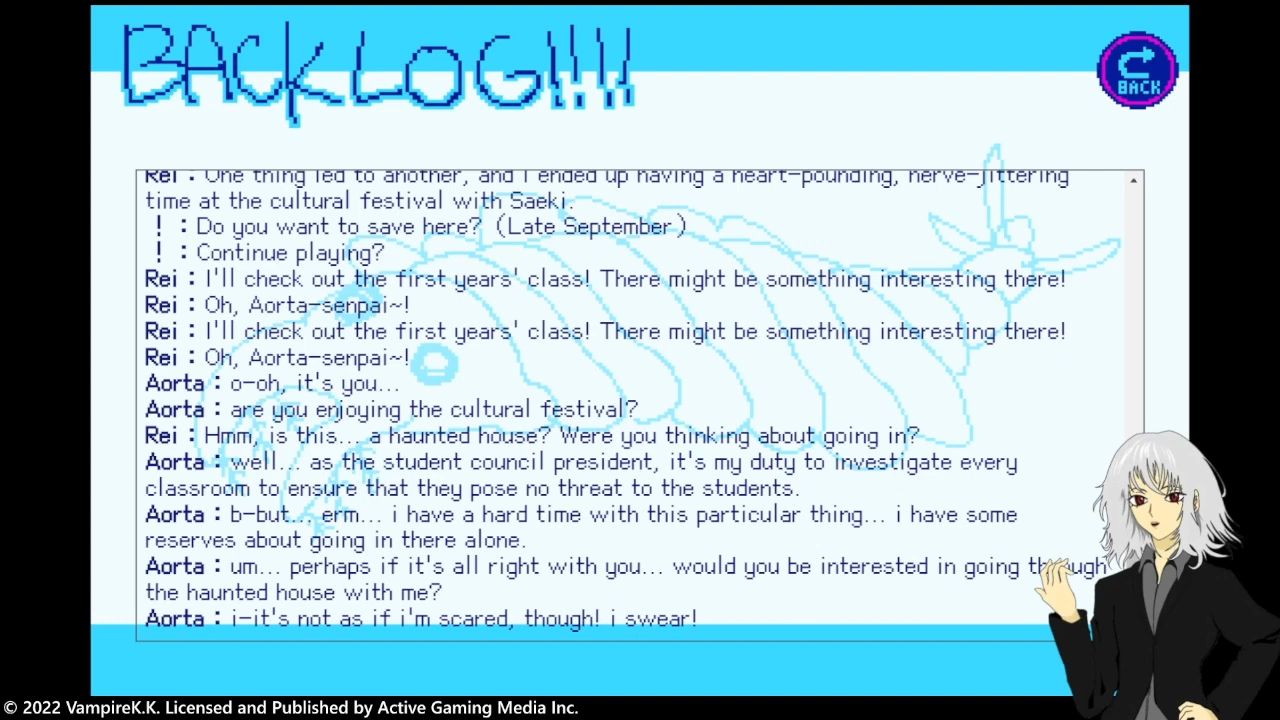 BACKLOG!!!!
BACK
Rei : One thing led to another, and I ended up having a heart-pounding, nerve-jittering
time at the cultural festival with Saeki.
! : Do you want to save here? (Late September)
! : Continue playing?
Rei : I'll check out the first years' class! There might be something interesting there!
Rei : Oh, Aorta-senpai~!
Rei : I'll check out the first years' class! There might be something interesting there!
Rei : Oh, Aorta-senpai~!
Aorta : o-oh, it's you...
Aorta : are you enjoying the cultural festival?
Rei : Hmm, is this... a haunted house? Were you thinking about going in?
Aorta : well... as the student council president, it's my duty to investigate every
classroom to ensure that they pose no threat to the students.
Aorta : b-but... erm... i have a hard time with this particular thing... i have some
reserves about going in there alone.
Aorta : um... perhaps if it's all right with you... would you be interested in going through
the haunted house with me?
Aorta : i-it's not as if i'm scared, though! i swear!
© 2022 VampireK.K. Licensed and Published by Active Gaming Media Inc.